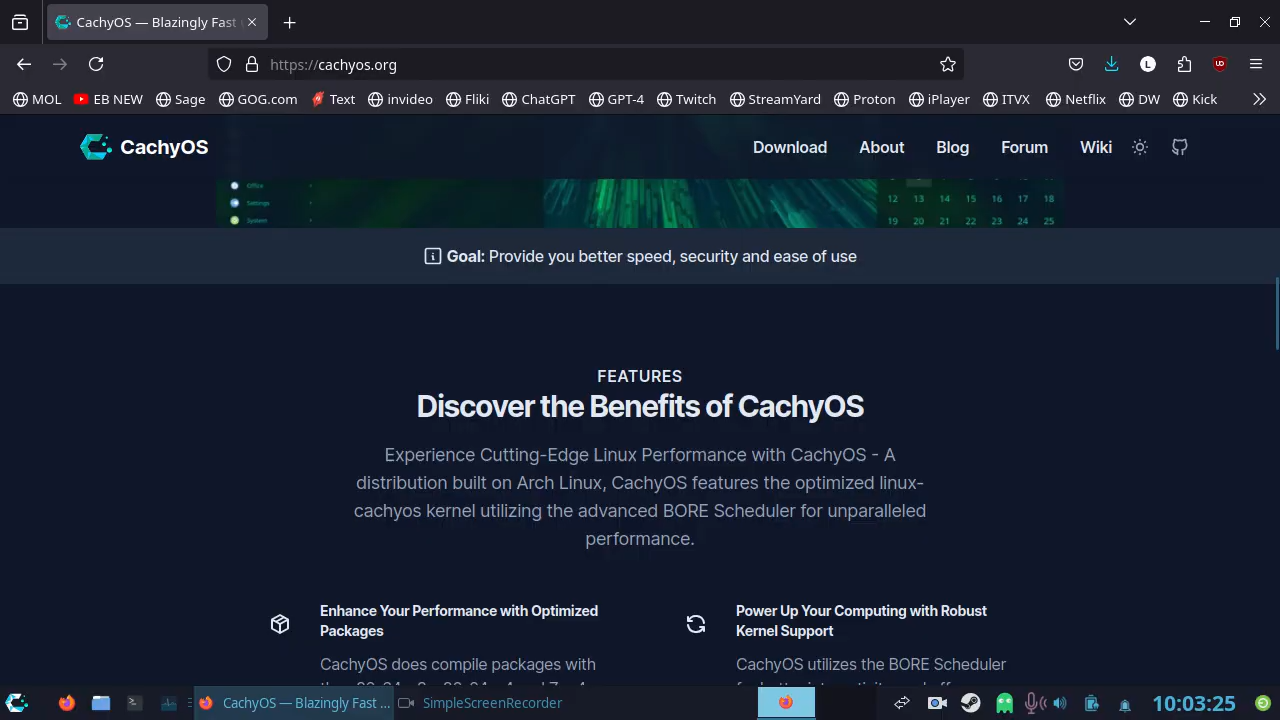 CachyOS — Blazingly Fast
https://cachyos.org
MOL EB NEW Sage GOG.com Text invideo Fliki ChatGPT GPT-4 Twitch StreamYard Proton iPlayer ITVX Netflix DW Kick
CachyOS Download About Blog Forum Wiki
Office
Settings
System
12 13 14 15 16 17 18
19 20 21 22 23 24 25
Goal: Provide you better speed, security and ease of use
FEATURES
Discover the Benefits of CachyOS
Experience Cutting-Edge Linux Performance with CachyOS - A
distribution built on Arch Linux, CachyOS features the optimized linux-
cachyos kernel utilizing the advanced BORE Scheduler for unparalleled
performance.
Enhance Your Performance with Optimized
Packages
CachyOS does compile packages with
Power Up Your Computing with Robust
Kernel Support
CachyOS utilizes the BORE Scheduler
CachyOS — Blazingly Fast ... SimpleScreenRecorder 10:03:25